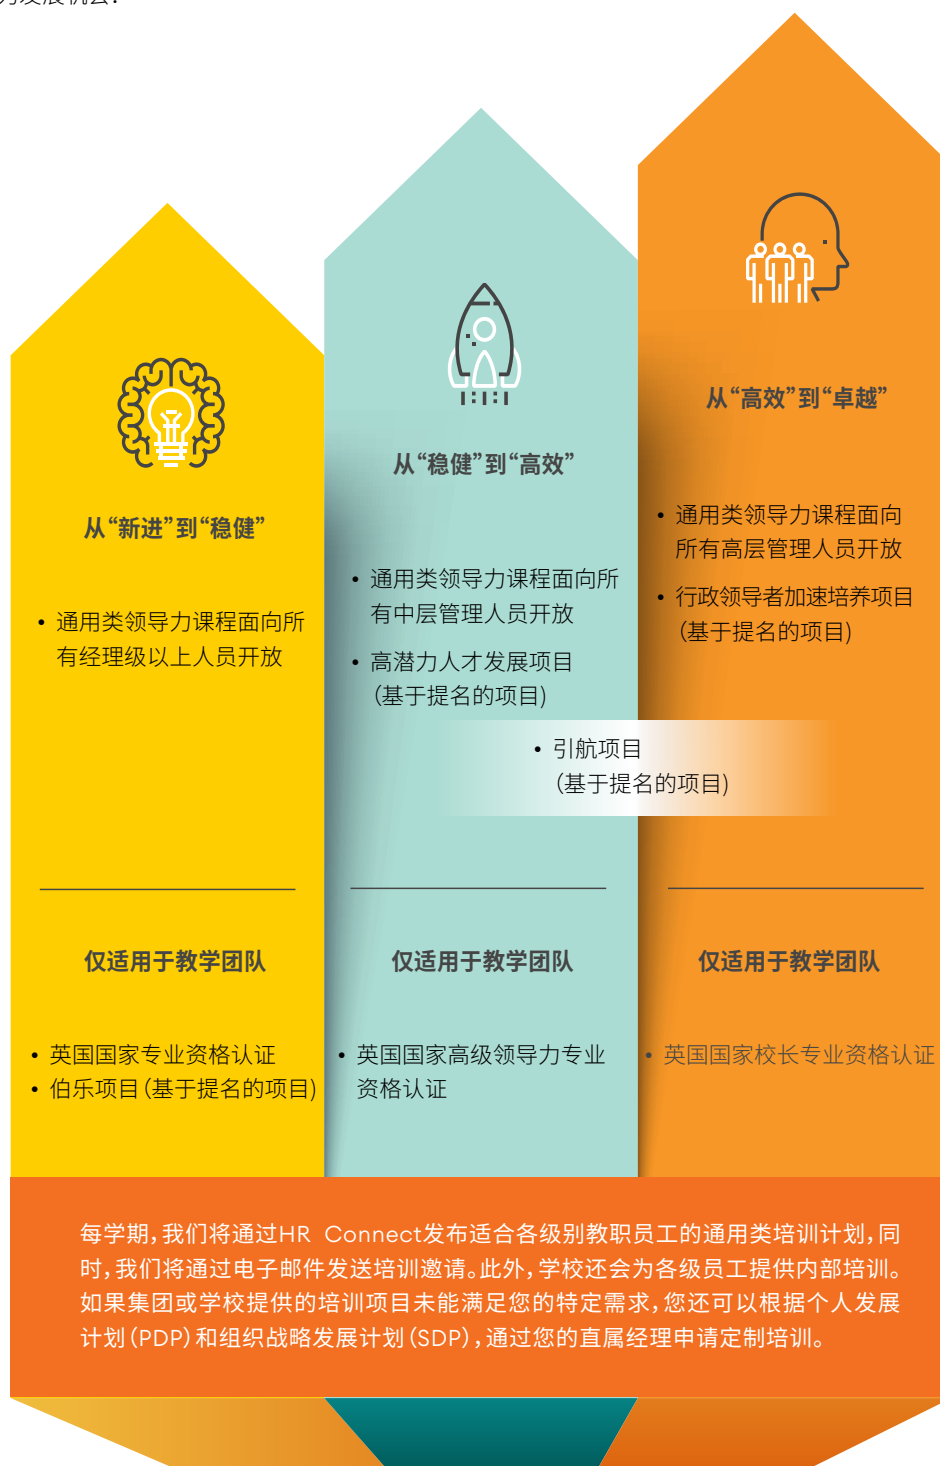 力发展机会:
从“新进”到“稳健”
• 通用类领导力课程面向所
有经理级以上人员开放
从“稳健”到“高效”
• 通用类领导力课程面向所
有中层管理人员开放
• 高潜力人才发展项目
(基于提名的项目)
从“高效”到“卓越”
• 通用类领导力课程面向
所有高层管理人员开放
• 行政领导者加速培养项目
(基于提名的项目)
• 引航项目
(基于提名的项目)
仅适用于教学团队
• 英国国家专业资格认证
• 伯乐项目(基于提名的项目)
仅适用于教学团队
• 英国国家高级领导力专业
资格认证
仅适用于教学团队
• 英国国家校长专业资格认证
每学期,我们将通过HR Connect发布适合各级别教职员工的通用类培训计划,同
时,我们将通过电子邮件发送培训邀请。此外,学校还会为各级员工提供内部培训。
如果集团或学校提供的培训项目未能满足您的特定需求,您还可以根据个人发展
计划(PDP)和组织战略发展计划(SDP),通过您的直属经理申请定制培训。